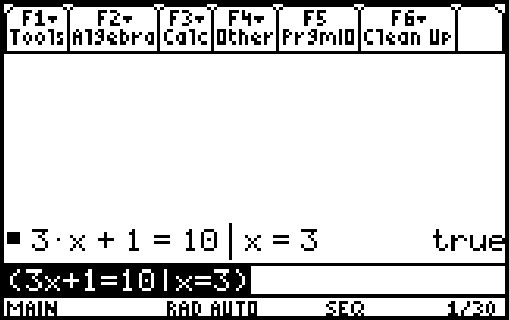 F1▾ F2▾ F3▾ F4▾ F5 F6▾
Tools Algebra Calc Other PrgmIO Clean Up
■ 3·x + 1 = 10 | x = 3 true
(3x+1=10|x=3)
MAIN RAD AUTO SEQ 1/30